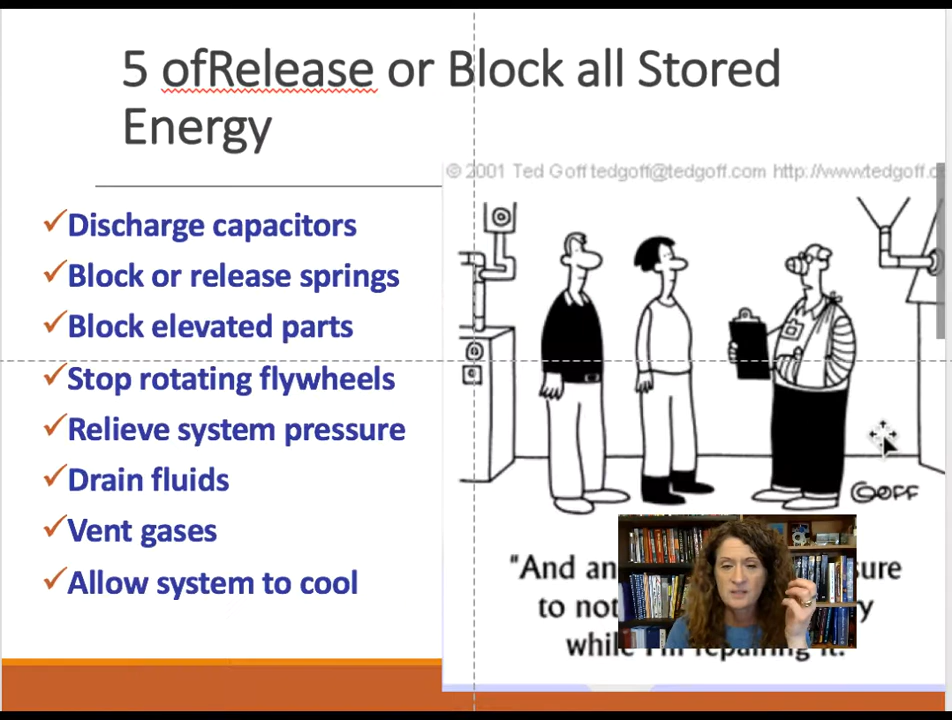 5 ofRelease or Block all Stored
Energy
© 2001 Ted Goff tedgoff@tedgoff.com http://www.tedgoff.c
Discharge capacitors
Block or release springs
Block elevated parts
Stop rotating flywheels
Relieve system pressure
Drain fluids
Vent gases
Allow system to cool
GOFF
"And an sure
to not y
while I'm repairing it."